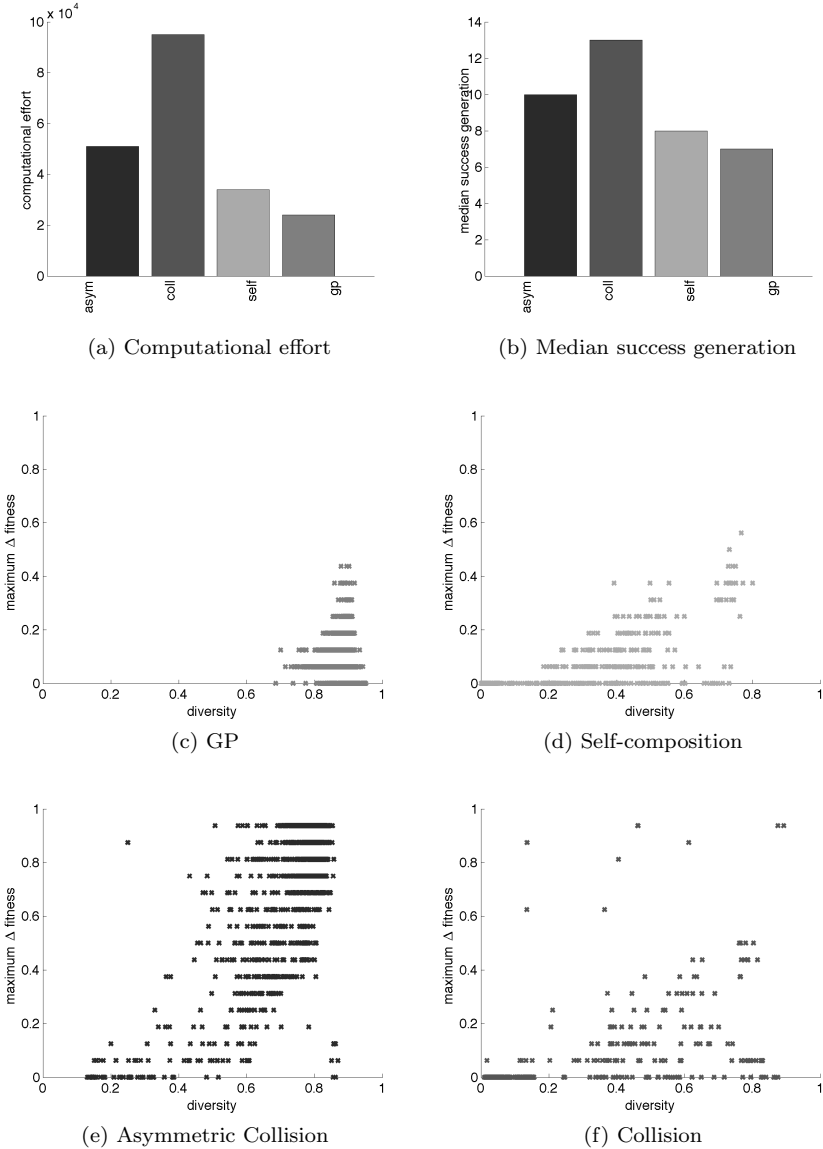 x 10⁴
10
8
6
4
2
0
computational effort
asym
coll
self
gp
(a) Computational effort
14
12
10
8
6
4
2
0
median success generation
asym
coll
self
gp
(b) Median success generation
1
0.8
0.6
0.4
0.2
0
maximum Δ fitness
0 0.2 0.4 0.6 0.8 1
diversity
(c) GP
1
0.8
0.6
0.4
0.2
0
maximum Δ fitness
0 0.2 0.4 0.6 0.8 1
diversity
(d) Self-composition
1
0.8
0.6
0.4
0.2
0
maximum Δ fitness
0 0.2 0.4 0.6 0.8 1
diversity
(e) Asymmetric Collision
1
0.8
0.6
0.4
0.2
0
maximum Δ fitness
0 0.2 0.4 0.6 0.8 1
diversity
(f) Collision